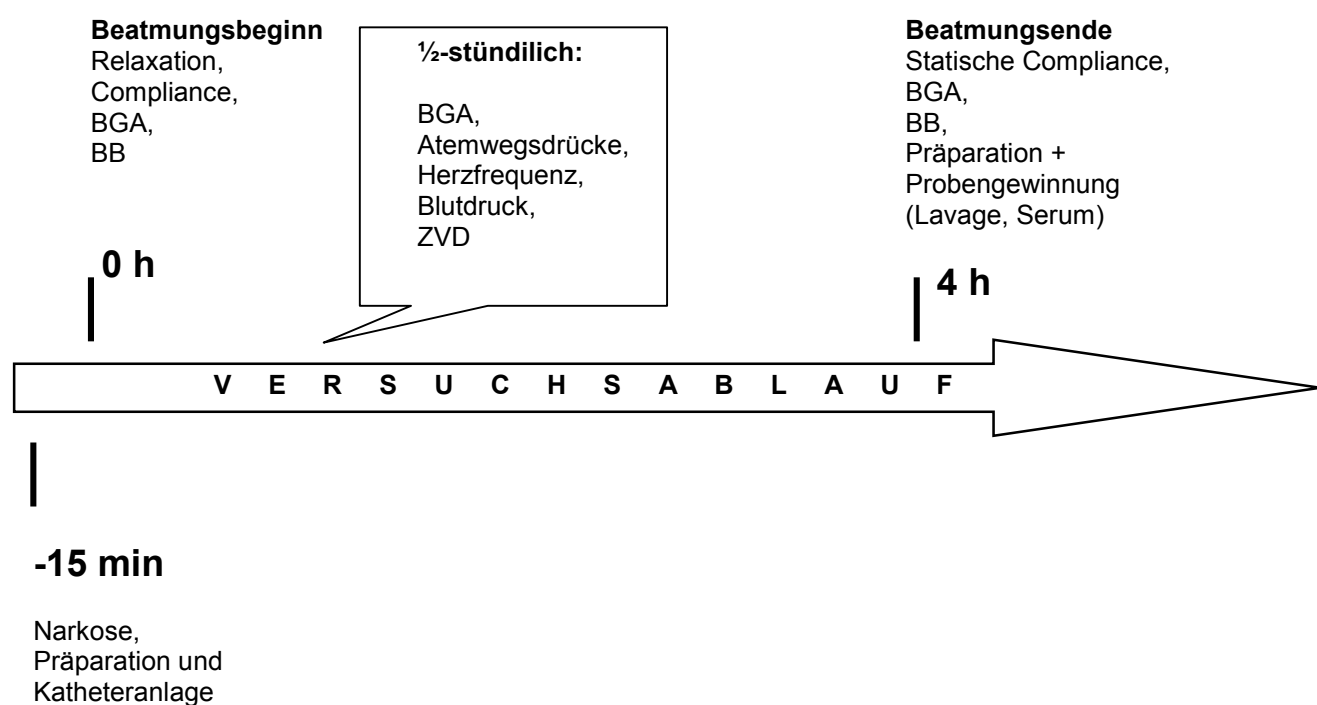 Beatmungsbeginn
Relaxation,
Compliance,
BGA,
BB
½-stündilich:
BGA,
Atemwegsdrücke,
Herzfrequenz,
Blutdruck,
ZVD
Beatmungsende
Statische Compliance,
BGA,
BB,
Präparation +
Probengewinnung
(Lavage, Serum)
0 h
4 h
V E R S U C H S A B L A U F
-15 min
Narkose,
Präparation und
Katheteranlage